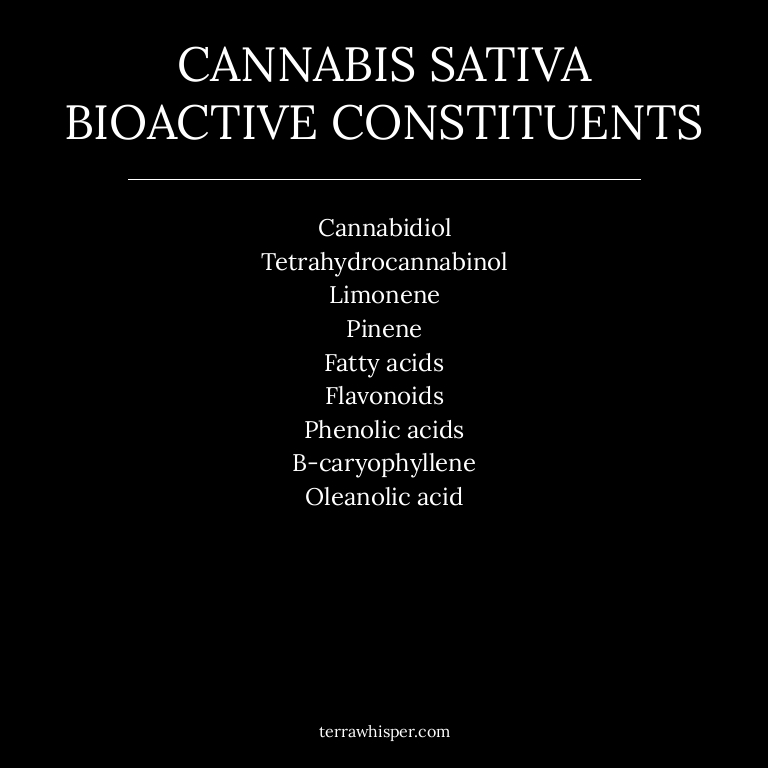 CANNABIS SATIVA
BIOACTIVE CONSTITUENTS
Cannabidiol
Tetrahydrocannabinol
Limonene
Pinene
Fatty acids
Flavonoids
Phenolic acids
B-caryophyllene
Oleanolic acid
terrawhisper.com